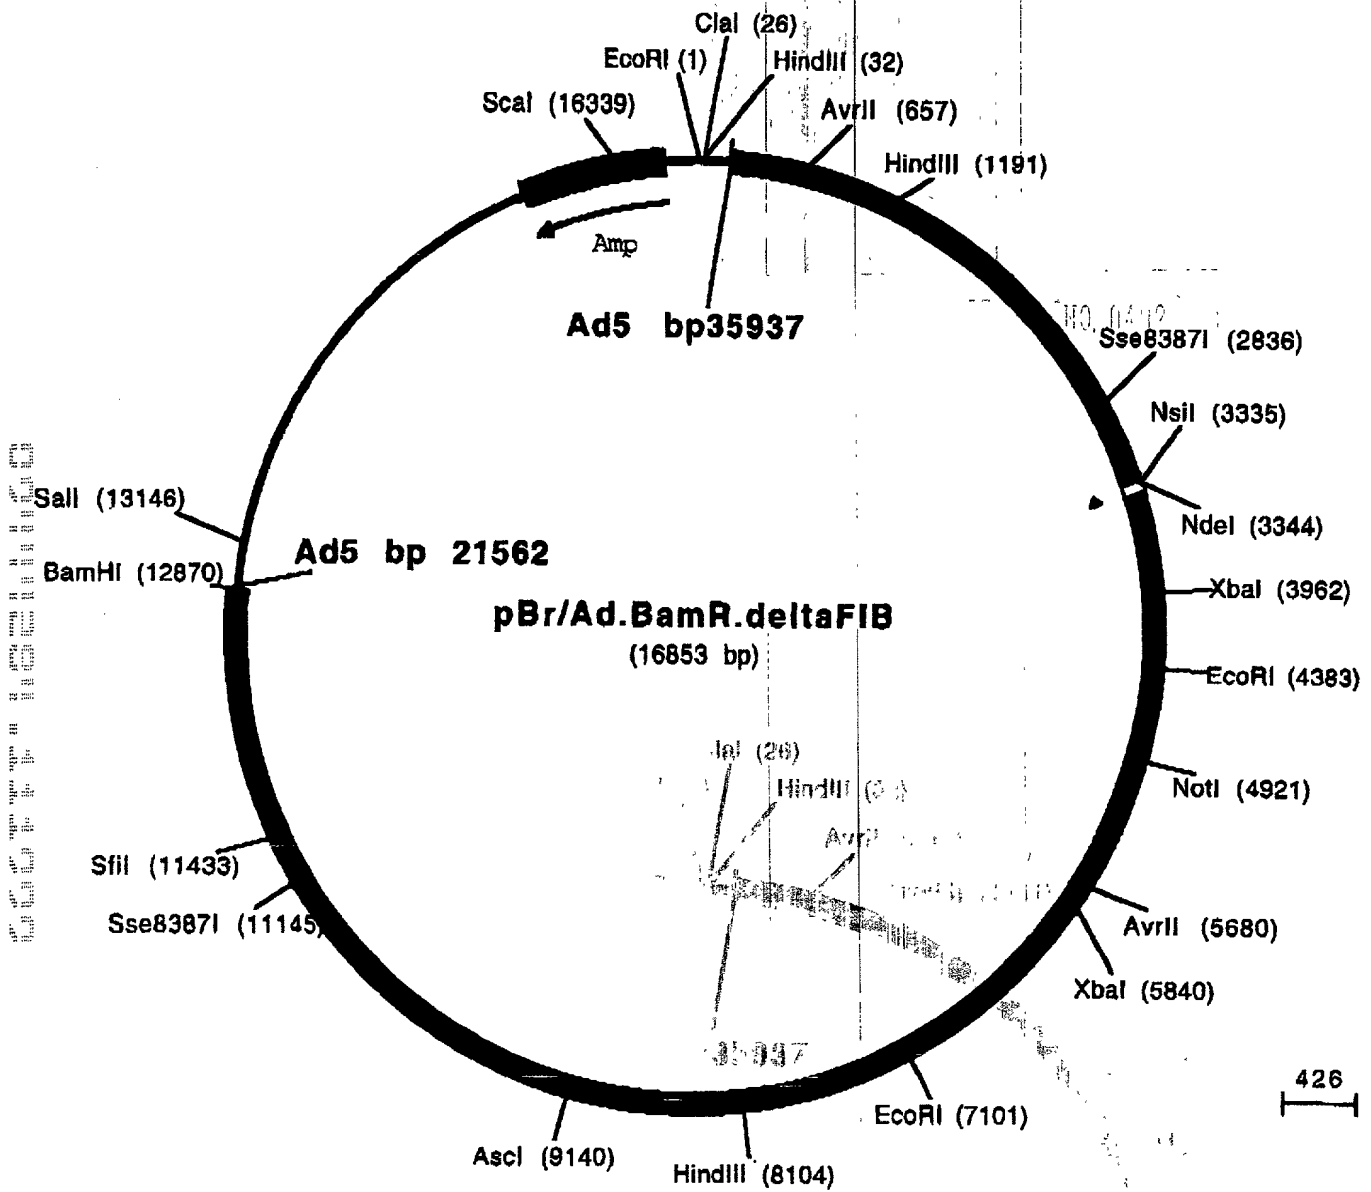 ClaI (26)
EcoRI (1)
HindIII (32)
ScaI (16339)
AvrII (657)
HindIII (1191)
Amp
Ad5 bp35937
Sse8387I (2836)
NsiI (3335)
SalI (13146)
NdeI (3344)
Ad5 bp 21562
BamHI (12870)
XbaI (3962)
pBr/Ad.BamR.deltaFIB
(16853 bp)
EcoRI (4383)
(26)
HindIII
NotI (4921)
SfiI (11433)
Sse8387I (11145)
AvrII (5680)
XbaI (5840)
426
EcoRI (7101)
AscI (9140)
HindIII (8104)